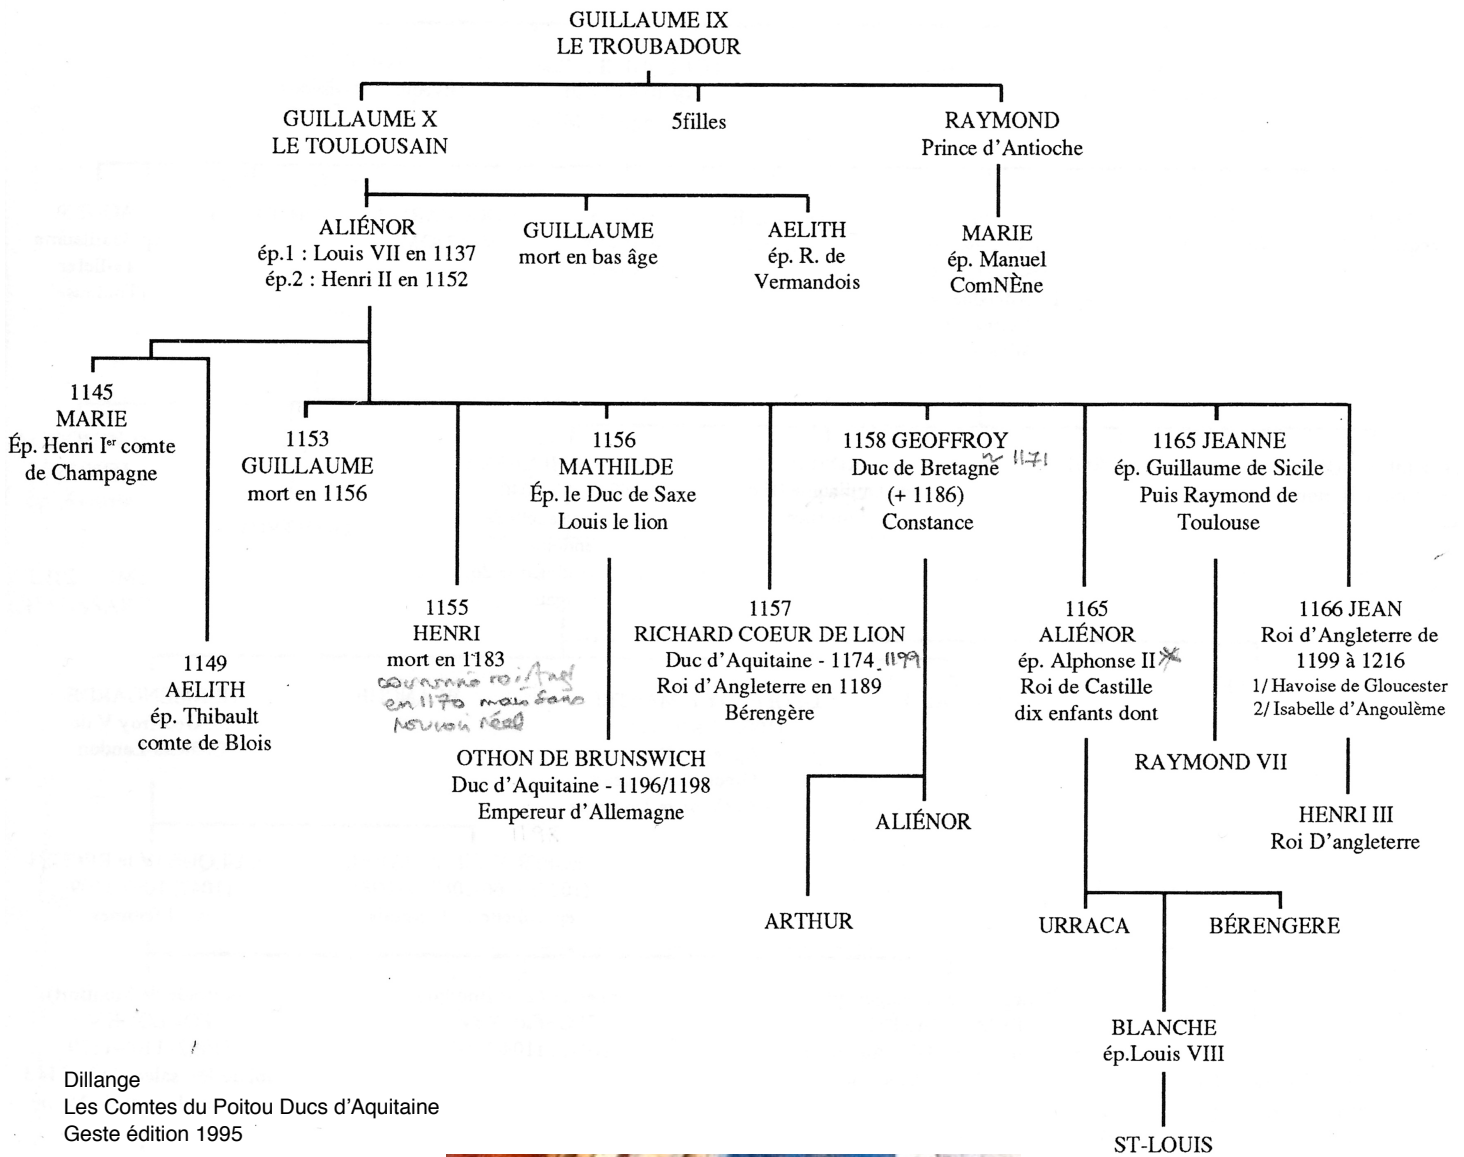 GUILLAUME IX
LE TROUBADOUR
GUILLAUME X
LE TOULOUSAIN
5filles
RAYMOND
Prince d'Antioche
ALIÉNOR
ép.1 : Louis VII en 1137
ép.2 : Henri II en 1152
GUILLAUME
mort en bas âge
AELITH
ép. R. de
Vermandois
MARIE
ép. Manuel
ComNÈne
1145
MARIE
Ép. Henri Ier comte
de Champagne
1153
GUILLAUME
mort en 1156
1156
MATHILDE
Ép. le Duc de Saxe
Louis le lion
1158 GEOFFROY
Duc de Bretagne ~ 1171
(+ 1186)
Constance
1165 JEANNE
ép. Guillaume de Sicile
Puis Raymond de
Toulouse
1149
AELITH
ép. Thibault
comte de Blois
1155
HENRI
mort en 1183
couronné roi Angl
en 1170 mais sans
pouvoir réel
1157
RICHARD COEUR DE LION
Duc d'Aquitaine - 1174 - 1199
Roi d'Angleterre en 1189
Bérengère
1165
ALIÉNOR
ép. Alphonse II
Roi de Castille
dix enfants dont
1166 JEAN
Roi d'Angleterre de
1199 à 1216
1/ Havoise de Gloucester
2/ Isabelle d'Angoulème
OTHON DE BRUNSWICH
Duc d'Aquitaine - 1196/1198
Empereur d'Allemagne
ALIÉNOR
RAYMOND VII
HENRI III
Roi D'angleterre
ARTHUR
URRACA
BÉRENGERE
BLANCHE
ép.Louis VIII
ST-LOUIS
Dillange
Les Comtes du Poitou Ducs d'Aquitaine
Geste édition 1995